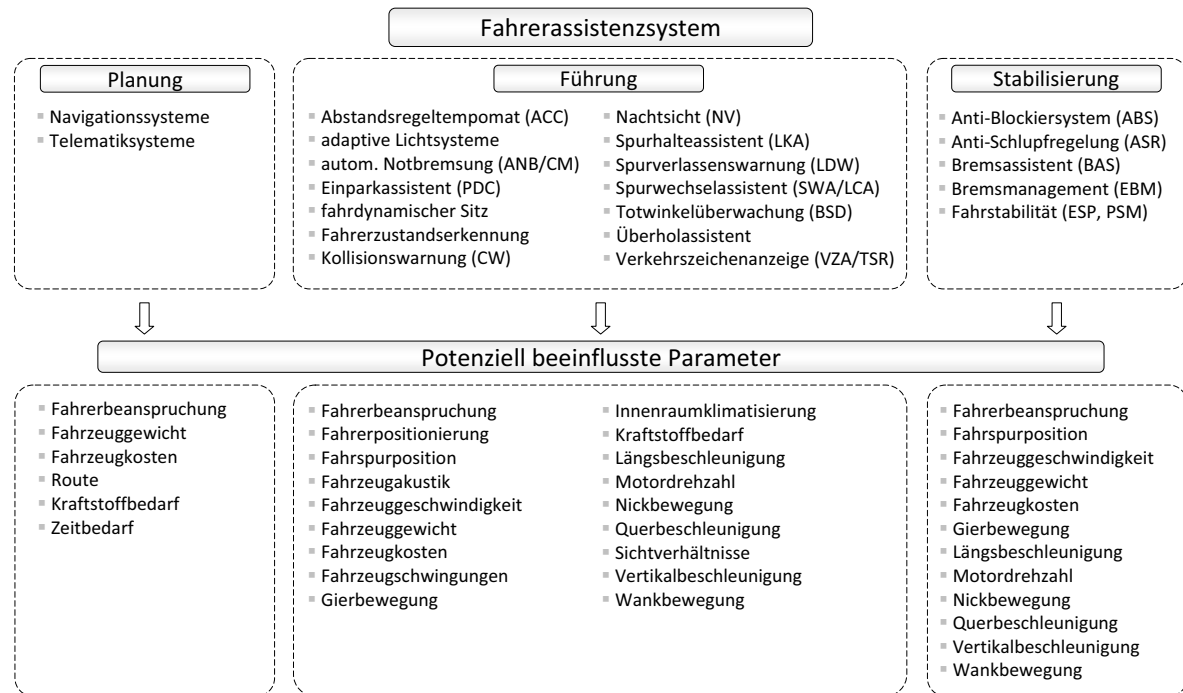 Fahrerassistenzsystem
Planung
Navigationssysteme
Telematiksysteme
Führung
Abstandsregeltempomat (ACC)
adaptive Lichtsysteme
autom. Notbremsung (ANB/CM)
Einparkassistent (PDC)
fahrdynamischer Sitz
Fahrerzustandserkennung
Kollisionswarnung (CW)
Nachtsicht (NV)
Spurhalteassistent (LKA)
Spurverlassenswarnung (LDW)
Spurwechselassistent (SWA/LCA)
Totwinkelüberwachung (BSD)
Überholassistent
Verkehrszeichenanzeige (VZA/TSR)
Stabilisierung
Anti-Blockiersystem (ABS)
Anti-Schlupfregelung (ASR)
Bremsassistent (BAS)
Bremsmanagement (EBM)
Fahrstabilität (ESP, PSM)
Potenziell beeinflusste Parameter
Fahrerbeanspruchung
Fahrzeuggewicht
Fahrzeugkosten
Route
Kraftstoffbedarf
Zeitbedarf
Fahrerbeanspruchung
Fahrerpositionierung
Fahrspurposition
Fahrzeugakustik
Fahrzeuggeschwindigkeit
Fahrzeuggewicht
Fahrzeugkosten
Fahrzeugschwingungen
Gierbewegung
Innenraumklimatisierung
Kraftstoffbedarf
Längsbeschleunigung
Motordrehzahl
Nickbewegung
Querbeschleunigung
Sichtverhältnisse
Vertikalbeschleunigung
Wankbewegung
Fahrerbeanspruchung
Fahrspurposition
Fahrzeuggeschwindigkeit
Fahrzeuggewicht
Fahrzeugkosten
Gierbewegung
Längsbeschleunigung
Motordrehzahl
Nickbewegung
Querbeschleunigung
Vertikalbeschleunigung
Wankbewegung